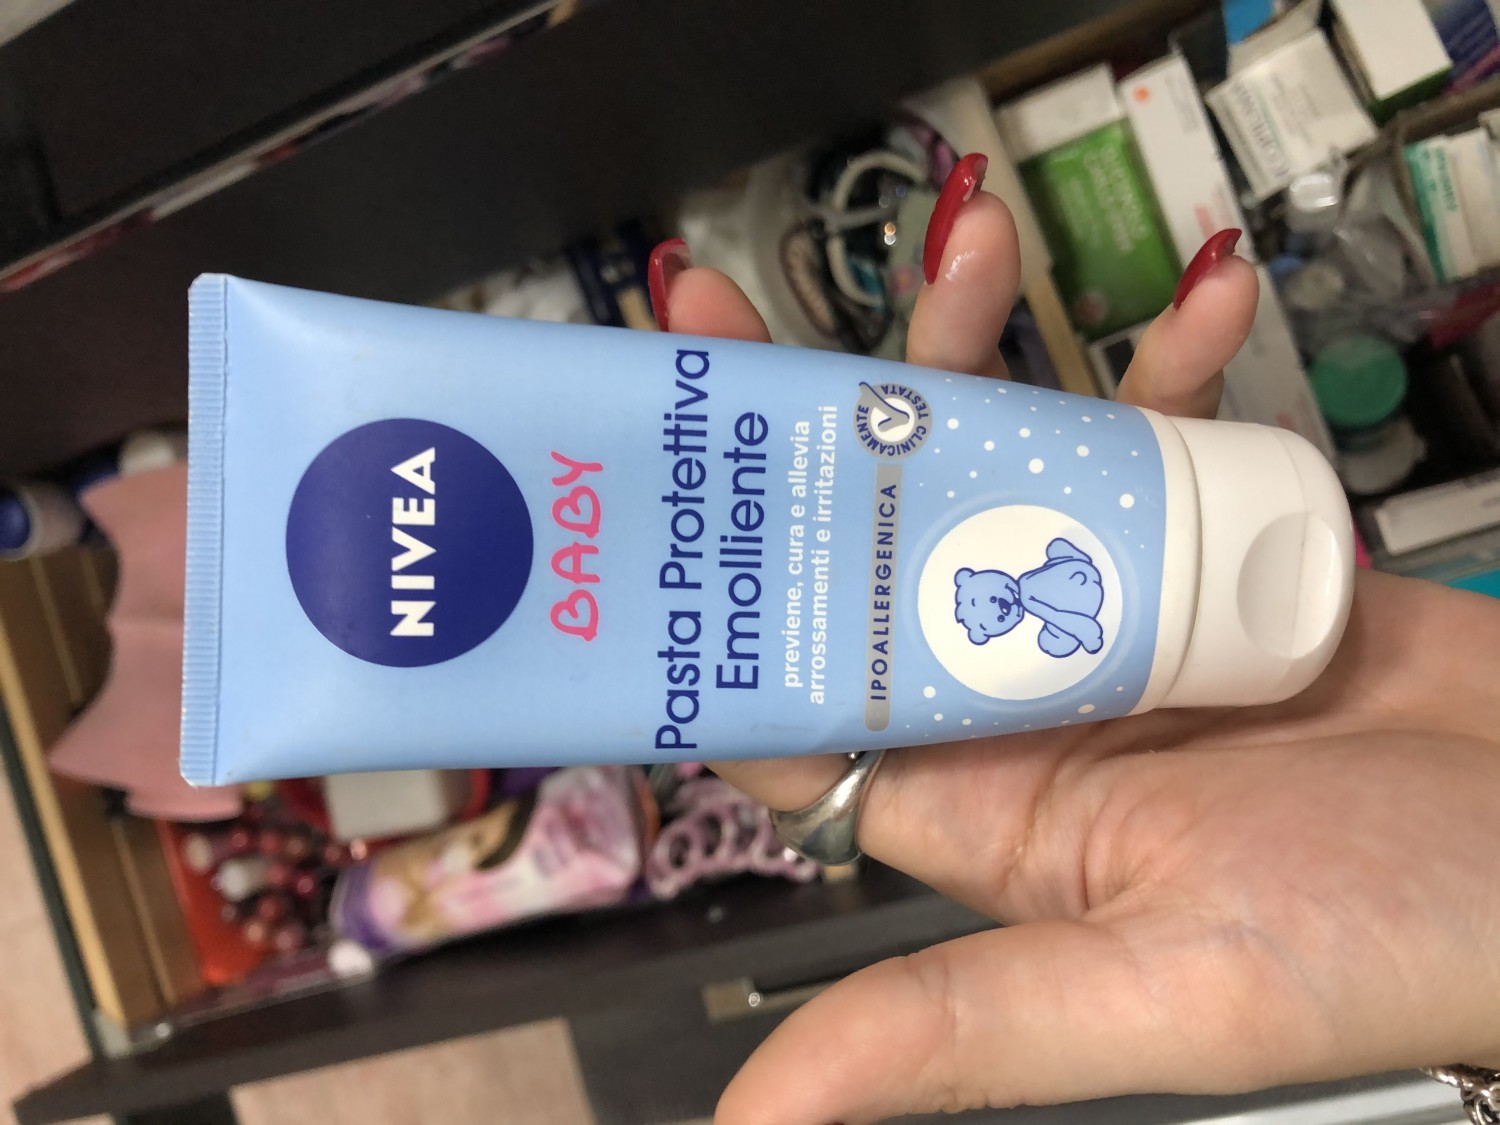 NIVEA
BABY
Pasta Protettiva
Emolliente
previene, cura e allevia
arrossamenti e irritazioni
IPOALLERGENICA
CLINICAMENTE TESTATA